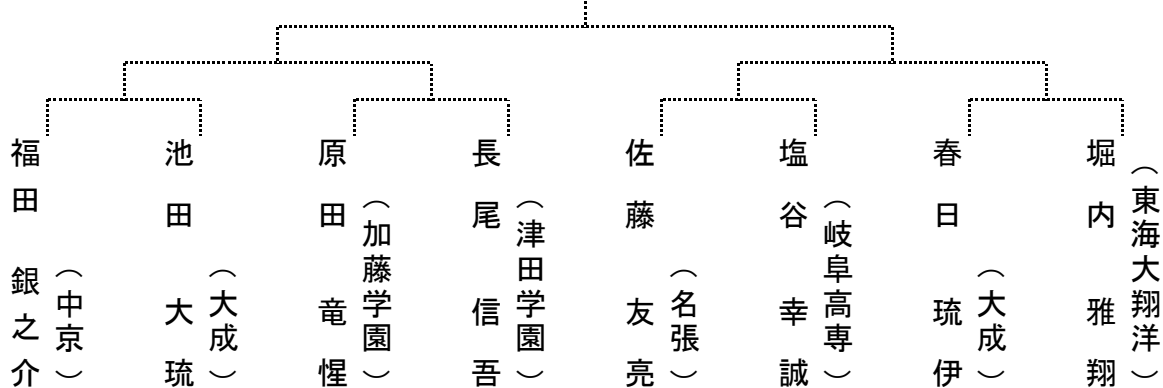 福田 銀之介
（中京）
池田 大琉
（大成）
原田 竜惺
（加藤学園）
長尾 信吾
（津田学園）
佐藤 友亮
（名張）
塩谷 幸誠
（岐阜高専）
春日 琉伊
（大成）
堀内 雅翔
（東海大翔洋）